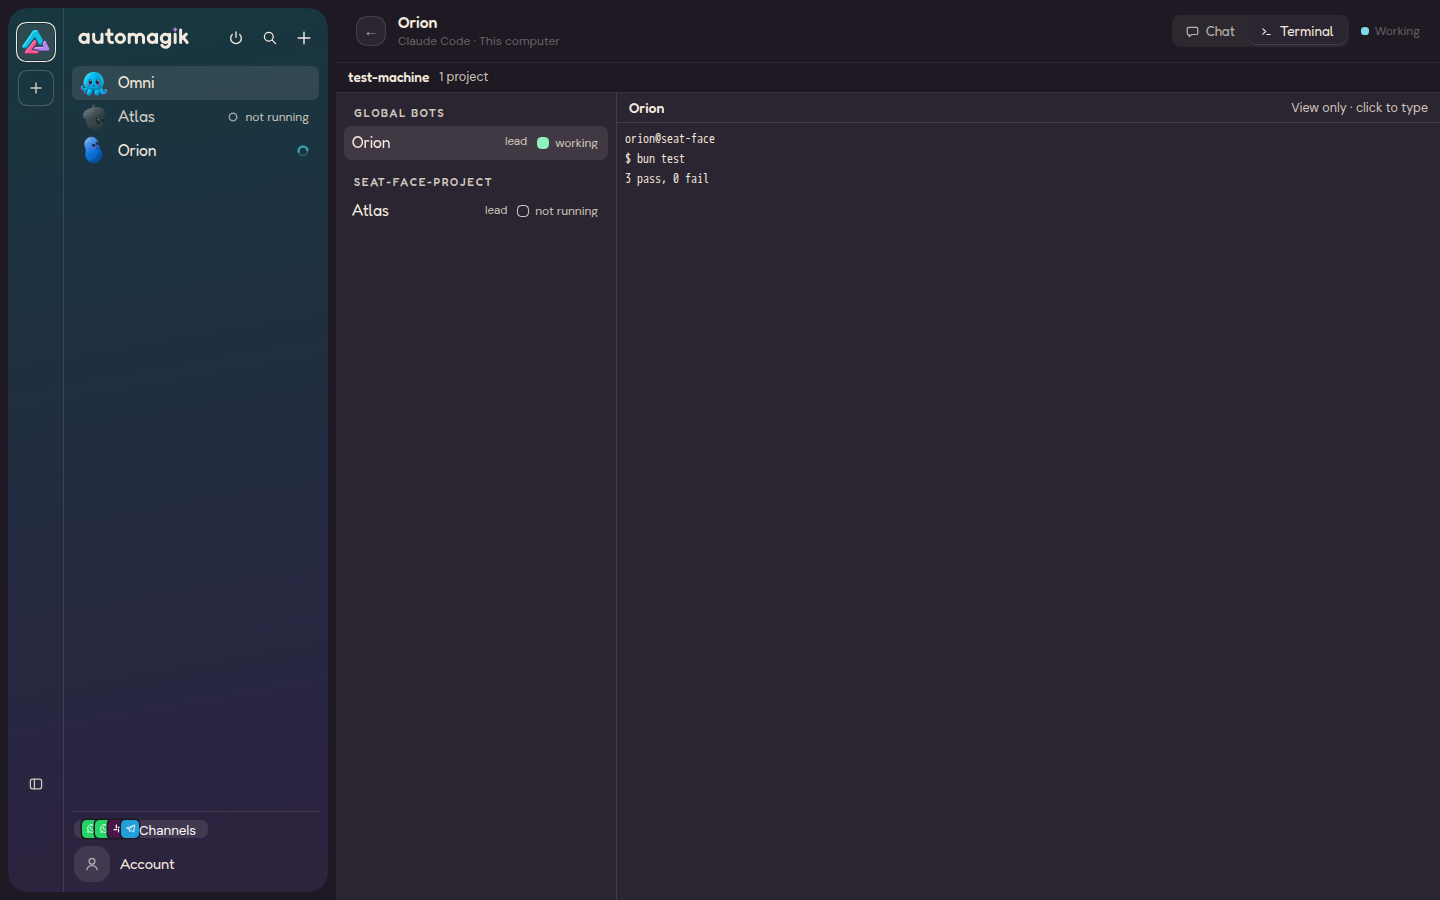 automagik
Omni
Atlas
not running
Orion
Channels
Account
←
Orion
Claude Code · This computer
Chat
Terminal
Working
test-machine 1 project
GLOBAL BOTS
Orion
lead
working
SEAT-FACE-PROJECT
Atlas
lead
not running
Orion
View only · click to type
orion@seat-face
$ bun test
3 pass, 0 fail